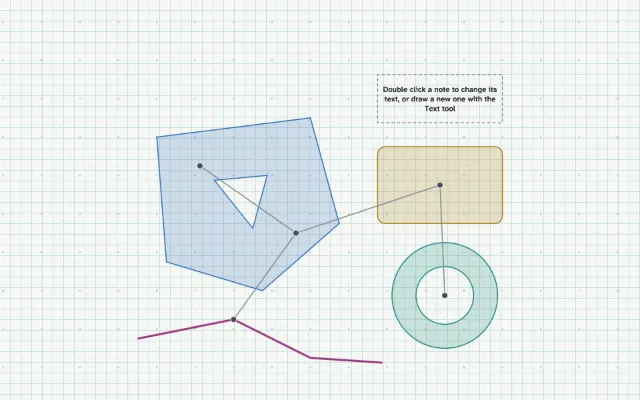 Double click a note to change its
text, or draw a new one with the
Text tool